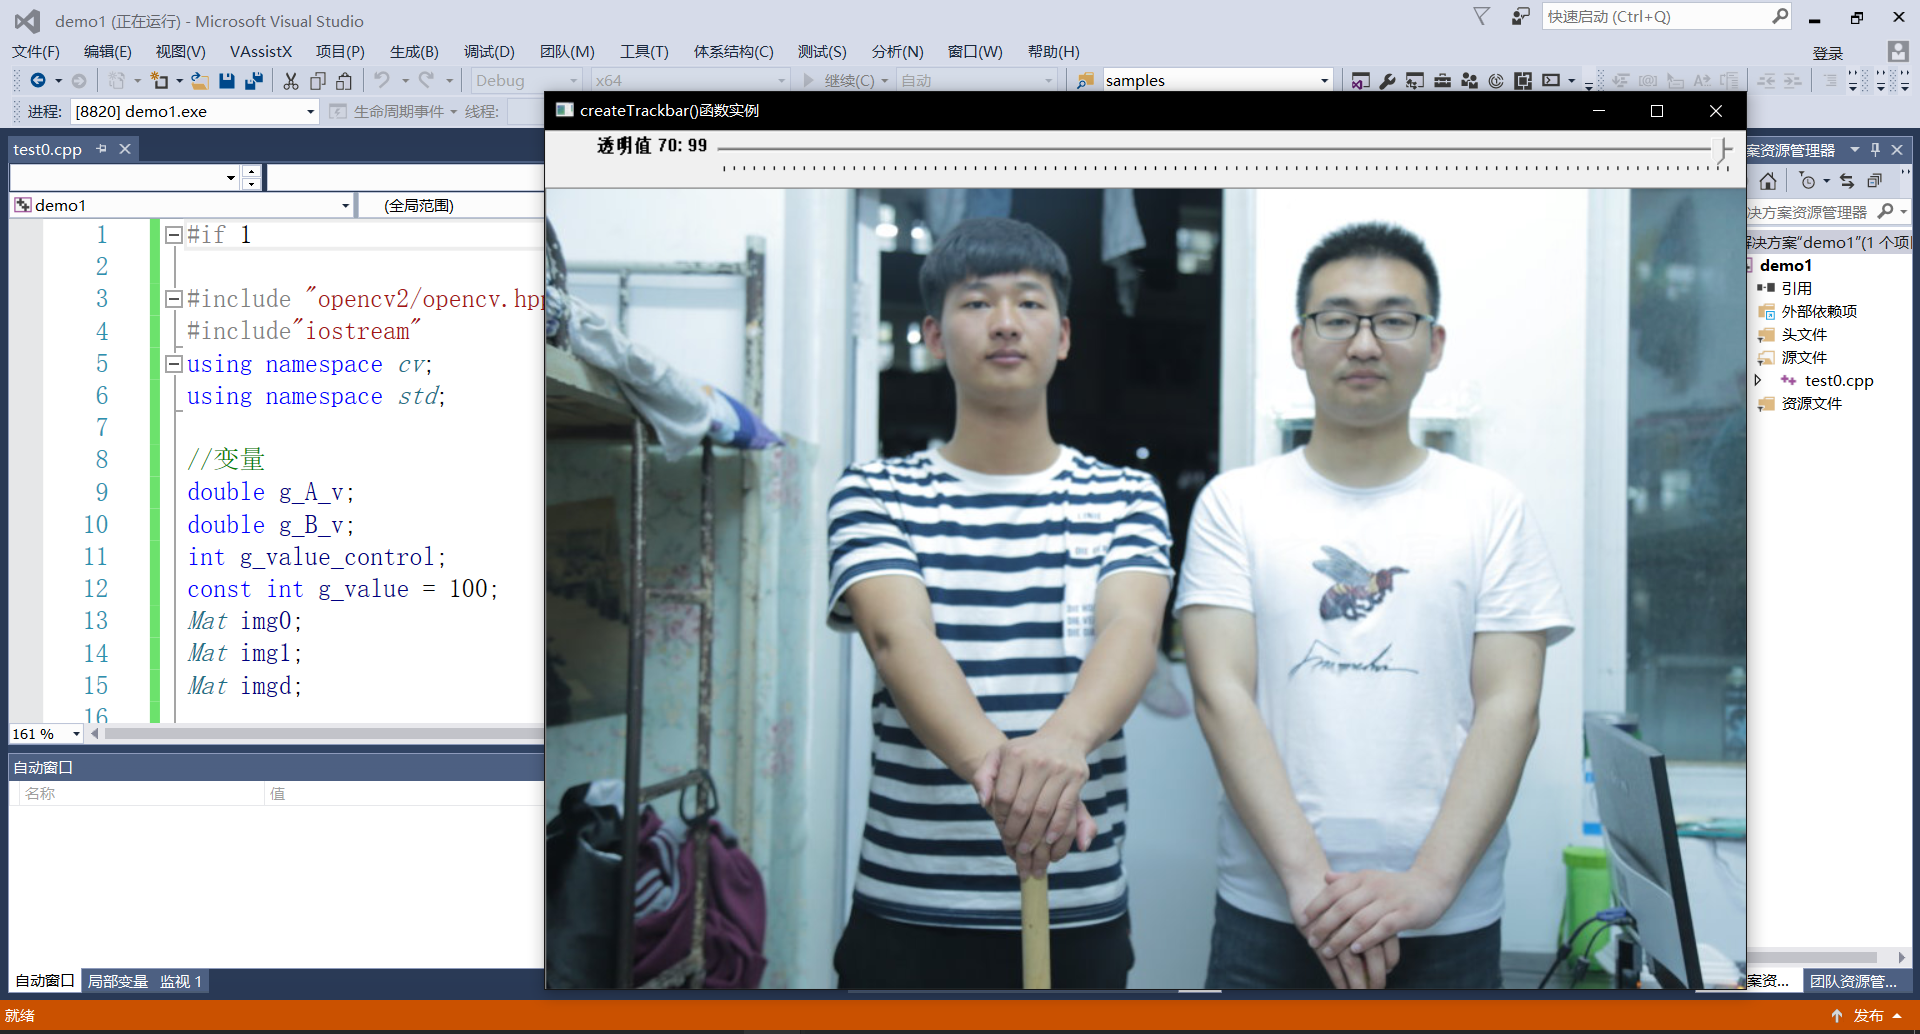 demo1 (正在运行) - Microsoft Visual Studio
快速启动 (Ctrl+Q)
文件(F) 编辑(E) 视图(V) VAssistX 项目(P) 生成(B) 调试(D) 团队(M) 工具(T) 体系结构(C) 测试(S) 分析(N) 窗口(W) 帮助(H)
登录
Debug x64 继续(C) 自动 samples
进程: [8820] demo1.exe 生命周期事件 线程:
createTrackbar()函数实例
透明值 70: 99
test0.cpp
demo1 (全局范围)
1 #if 1
2
3 #include "opencv2/opencv.hpp
4 #include"iostream"
5 using namespace cv;
6 using namespace std;
7
8 //变量
9 double g_A_v;
10 double g_B_v;
11 int g_value_control;
12 const int g_value = 100;
13 Mat img0;
14 Mat img1;
15 Mat imgd;
16
161 %
自动窗口
名称 值
自动窗口 局部变量 监视 1
案资源管理器
决方案资源管理器
解决方案"demo1"(1 个项
demo1
引用
外部依赖项
头文件
源文件
test0.cpp
资源文件
案资... 团队资源管...
就绪
发布